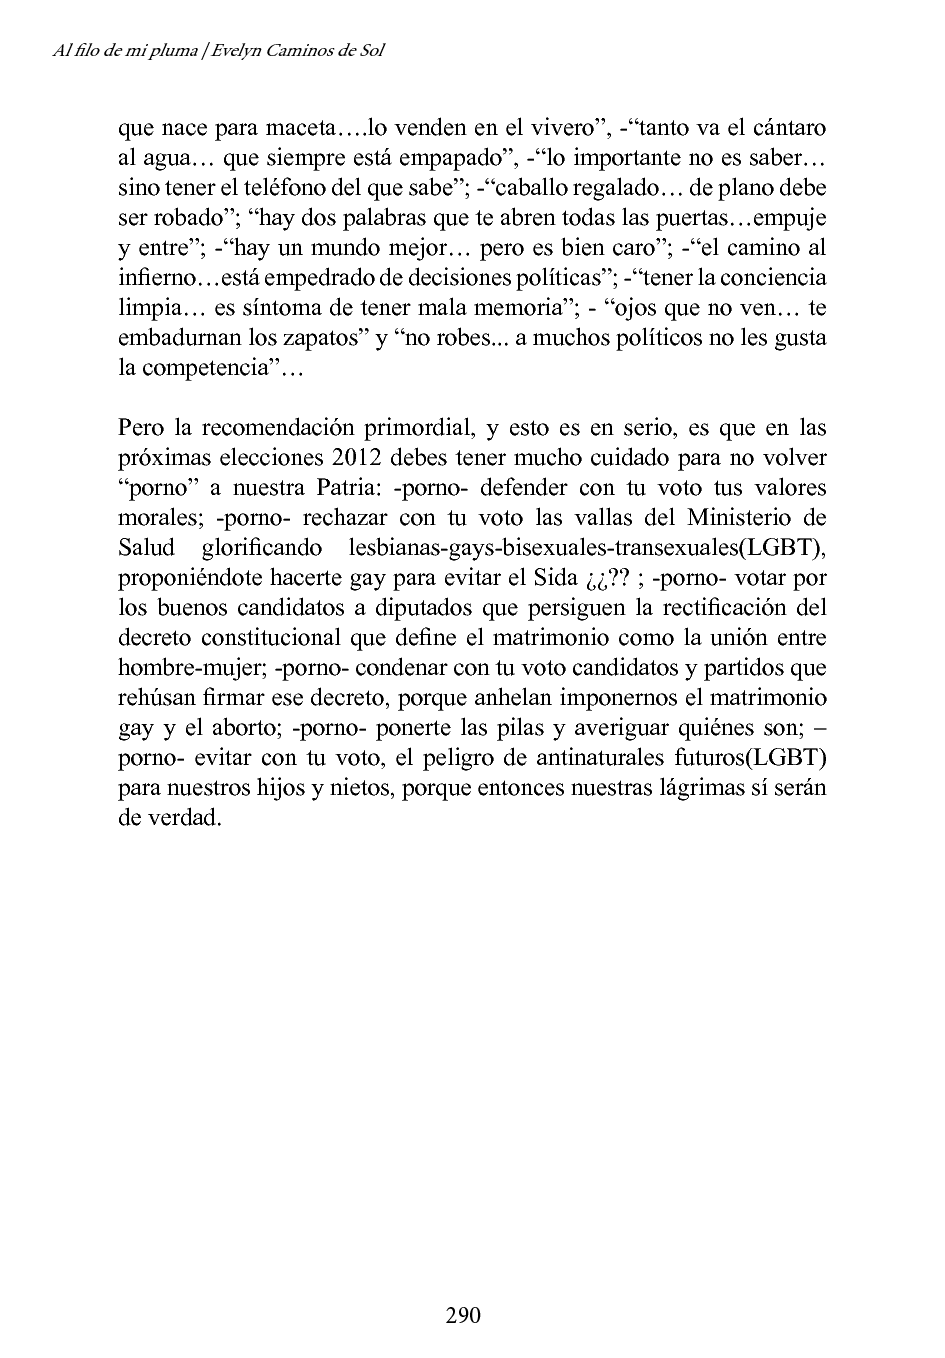 Al filo de mi pluma / Evelyn Caminos de Sol
que nace para maceta….lo venden en el vivero”, -“tanto va el cántaro
al agua… que siempre está empapado”, -“lo importante no es saber…
sino tener el teléfono del que sabe”; -“caballo regalado… de plano debe
ser robado”; “hay dos palabras que te abren todas las puertas…empuje
y entre”; -“hay un mundo mejor… pero es bien caro”; -“el camino al
infierno…está empedrado de decisiones políticas”; -“tener la conciencia
limpia… es síntoma de tener mala memoria”; - “ojos que no ven… te
embadurnan los zapatos” y “no robes... a muchos políticos no les gusta
la competencia”…
Pero la recomendación primordial, y esto es en serio, es que en las
próximas elecciones 2012 debes tener mucho cuidado para no volver
“porno” a nuestra Patria: -porno- defender con tu voto tus valores
morales; -porno- rechazar con tu voto las vallas del Ministerio de
Salud glorificando lesbianas-gays-bisexuales-transexuales(LGBT),
proponiéndote hacerte gay para evitar el Sida ¿¿?? ; -porno- votar por
los buenos candidatos a diputados que persiguen la rectificación del
decreto constitucional que define el matrimonio como la unión entre
hombre-mujer; -porno- condenar con tu voto candidatos y partidos que
rehúsan firmar ese decreto, porque anhelan imponernos el matrimonio
gay y el aborto; -porno- ponerte las pilas y averiguar quiénes son; –
porno- evitar con tu voto, el peligro de antinaturales futuros(LGBT)
para nuestros hijos y nietos, porque entonces nuestras lágrimas sí serán
de verdad.
290